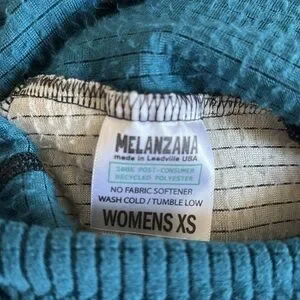 MELANZANA
made in Leadville USA
100% POST-CONSUMER
RECYCLED POLYESTER
NO FABRIC SOFTENER
WASH COLD / TUMBLE LOW
WOMENS XS